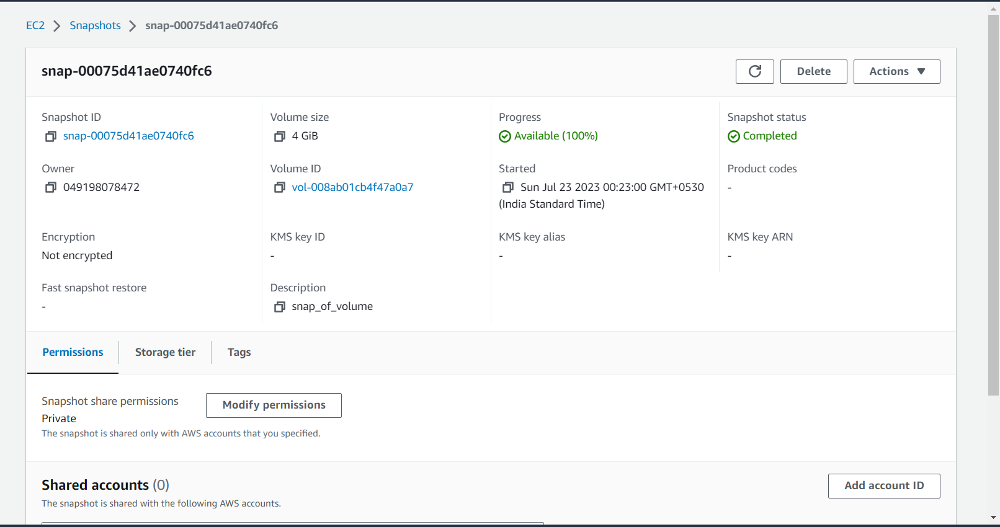 EC2 > Snapshots > snap-00075d41ae0740fc6
snap-00075d41ae0740fc6
Delete
Actions ▼
Snapshot ID
snap-00075d41ae0740fc6
Volume size
4 GiB
Progress
Available (100%)
Snapshot status
Completed
Owner
049198078472
Volume ID
vol-008ab01cb4f47a0a7
Started
Sun Jul 23 2023 00:23:00 GMT+0530
(India Standard Time)
Product codes
-
Encryption
Not encrypted
KMS key ID
-
KMS key alias
-
KMS key ARN
-
Fast snapshot restore
-
Description
snap_of_volume
Permissions
Storage tier
Tags
Snapshot share permissions
Private
The snapshot is shared only with AWS accounts that you specified.
Modify permissions
Shared accounts (0)
The snapshot is shared with the following AWS accounts.
Add account ID